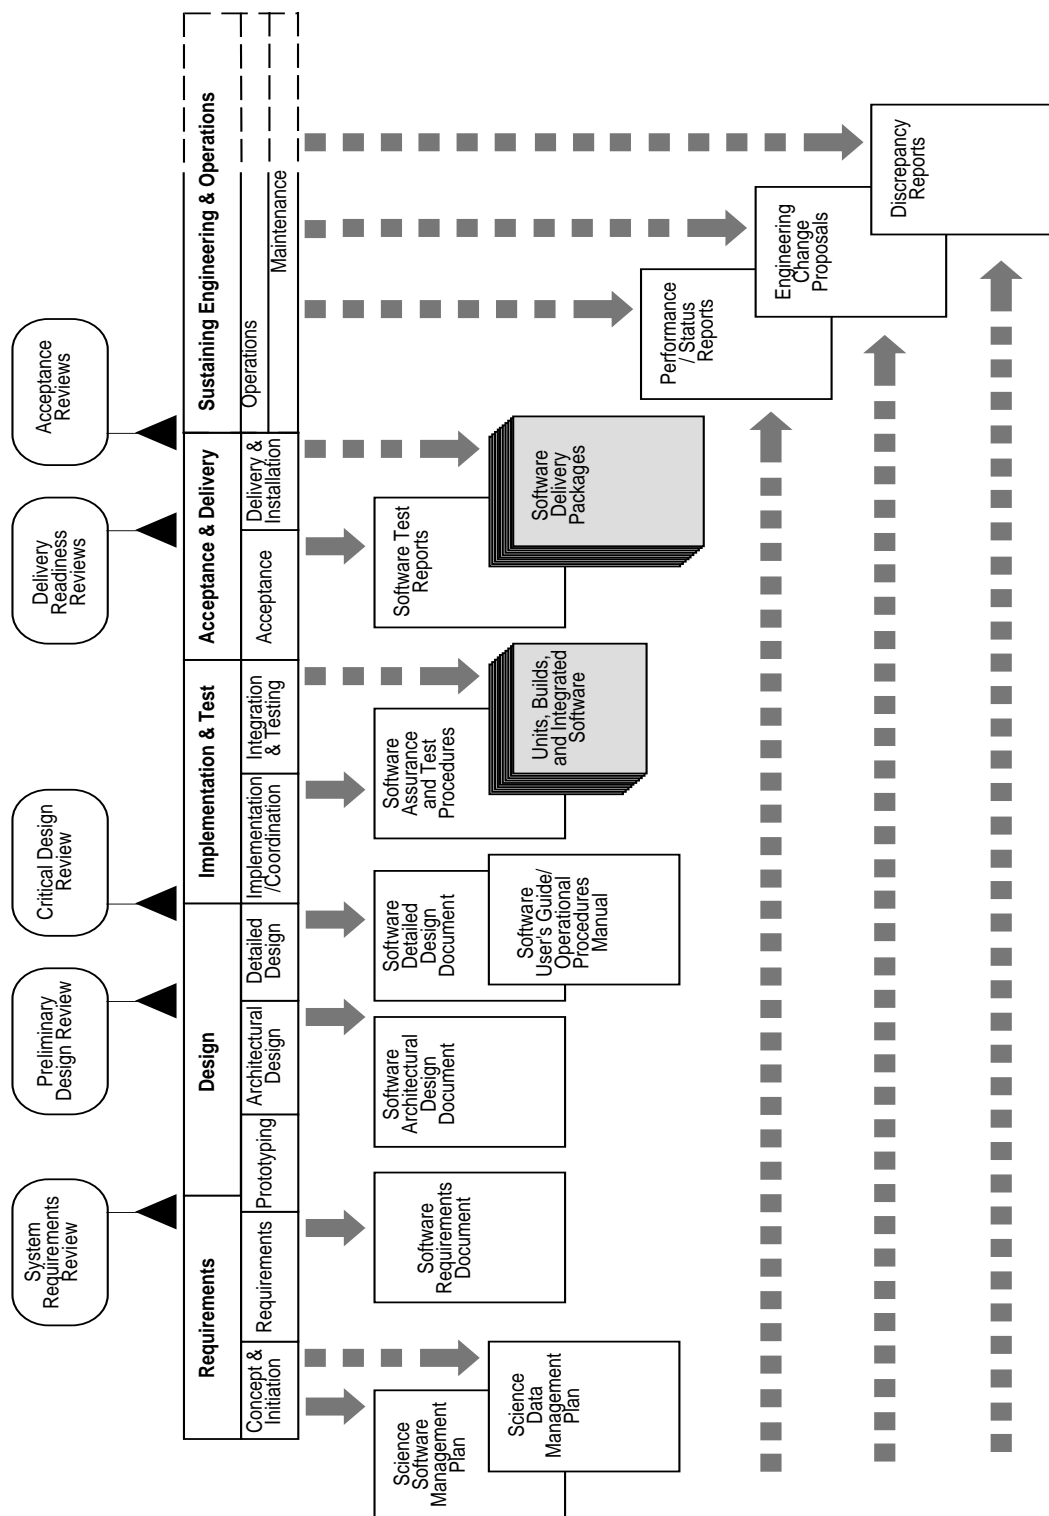 System
Requirements
Review
Preliminary
Design Review
Critical Design
Review
Delivery
Readiness
Reviews
Acceptance
Reviews
Requirements
Design
Implementation & Test
Acceptance & Delivery
Sustaining Engineering & Operations
Concept &
Initiation
Requirements
Prototyping
Architectural
Design
Detailed
Design
Implementation
/Coordination
Integration
& Testing
Acceptance
Delivery &
Installation
Operations
Maintenance
Science
Software
Management
Plan
Science
Data
Management
Plan
Software
Requirements
Document
Software
Architectural
Design
Document
Software
Detailed
Design
Document
Software
User's Guide/
Operational
Procedures
Manual
Software
Assurance
and Test
Procedures
Units, Builds,
and Integrated
Software
Software Test
Reports
Software
Delivery
Packages
Performance
/ Status
Reports
Engineering
Change
Proposals
Discrepancy
Reports